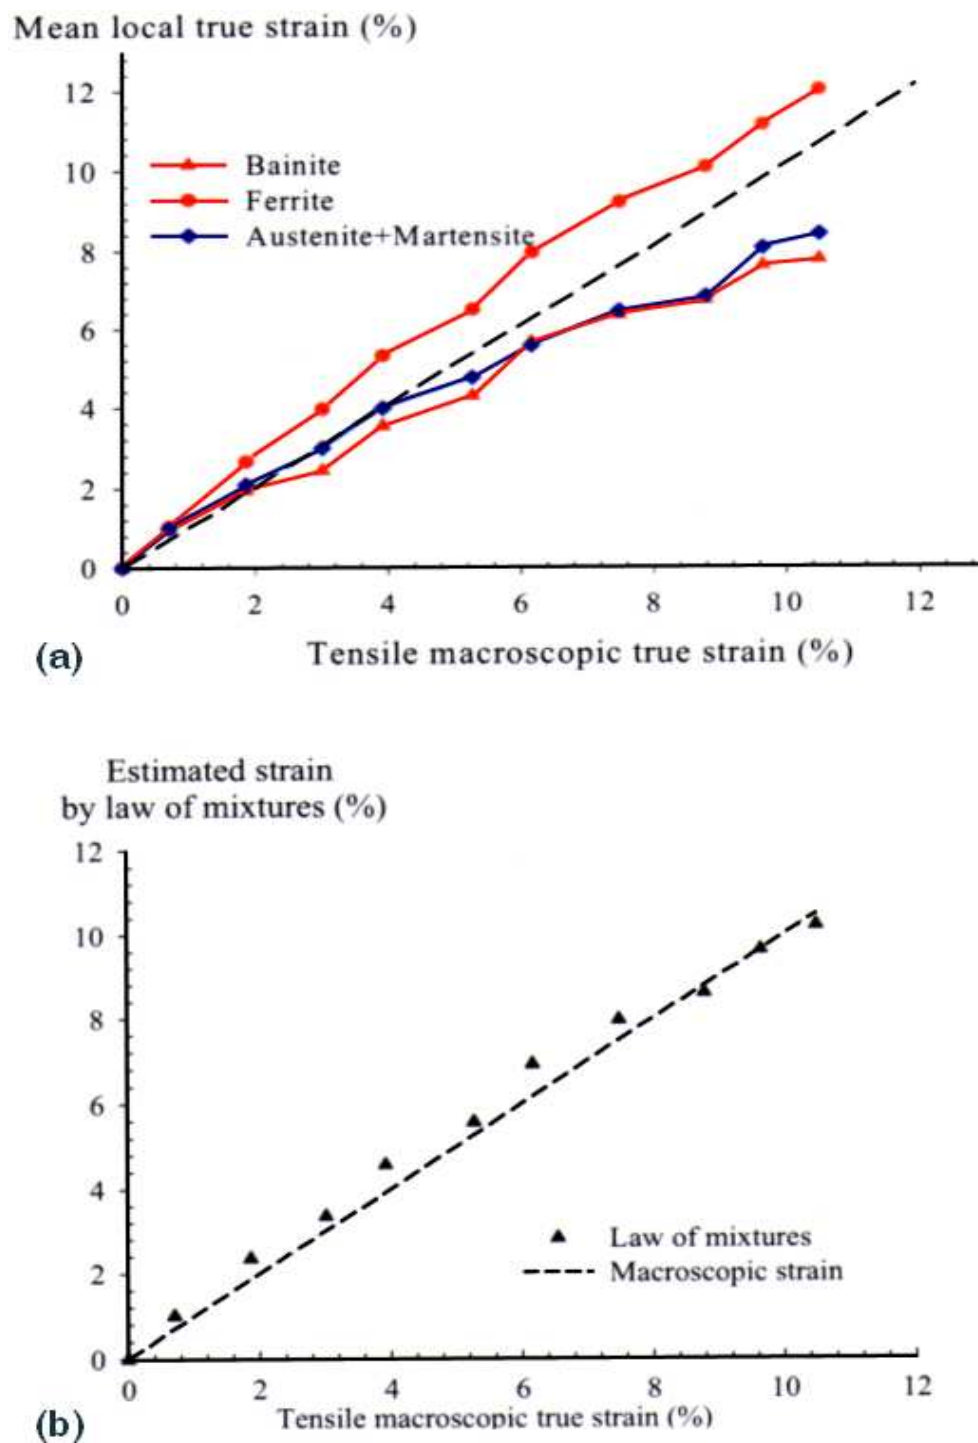 Mean local true strain (%)
12
10
8
6
4
2
0
Bainite
Ferrite
Austenite+Martensite
0 2 4 6 8 10 12
(a) Tensile macroscopic true strain (%)
Estimated strain
by law of mixtures (%)
12
10
8
6
4
2
0
Law of mixtures
Macroscopic strain
0 2 4 6 8 10 12
Tensile macroscopic true strain (%)
(b)